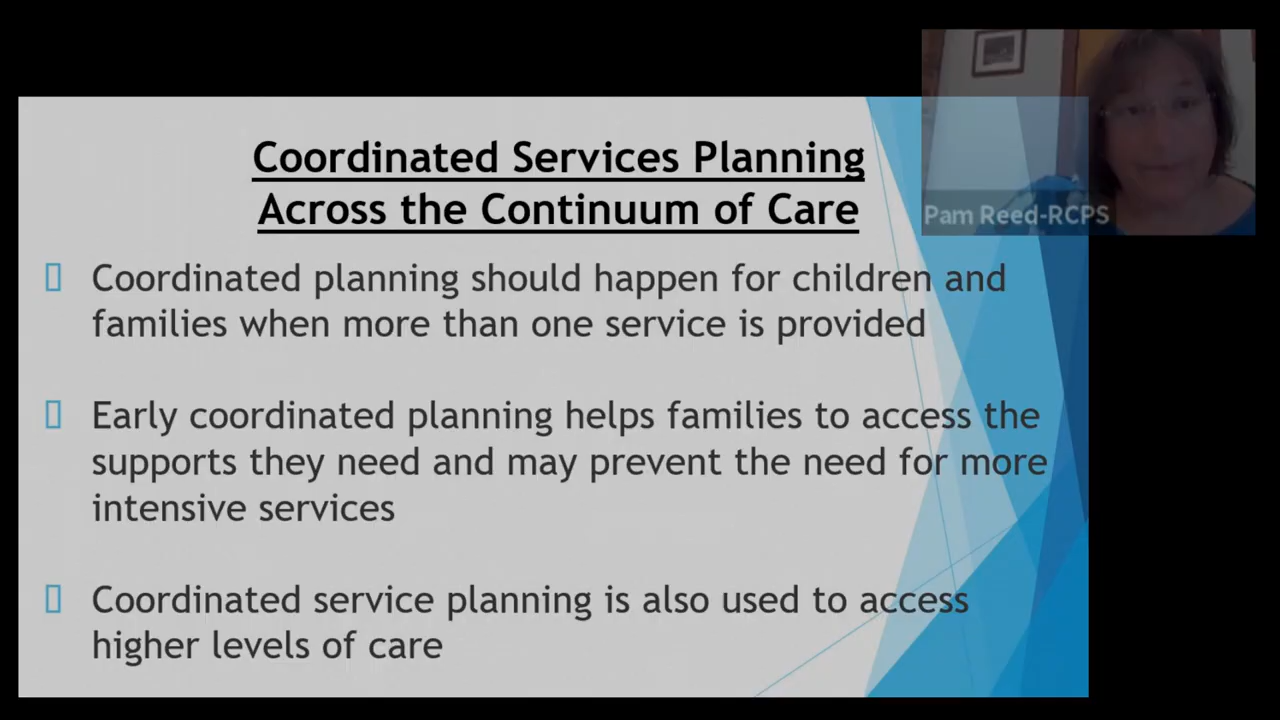 Coordinated Services Planning
Across the Continuum of Care
Pam Reed-RCPS
Coordinated planning should happen for children and
families when more than one service is provided
Early coordinated planning helps families to access the
supports they need and may prevent the need for more
intensive services
Coordinated service planning is also used to access
higher levels of care